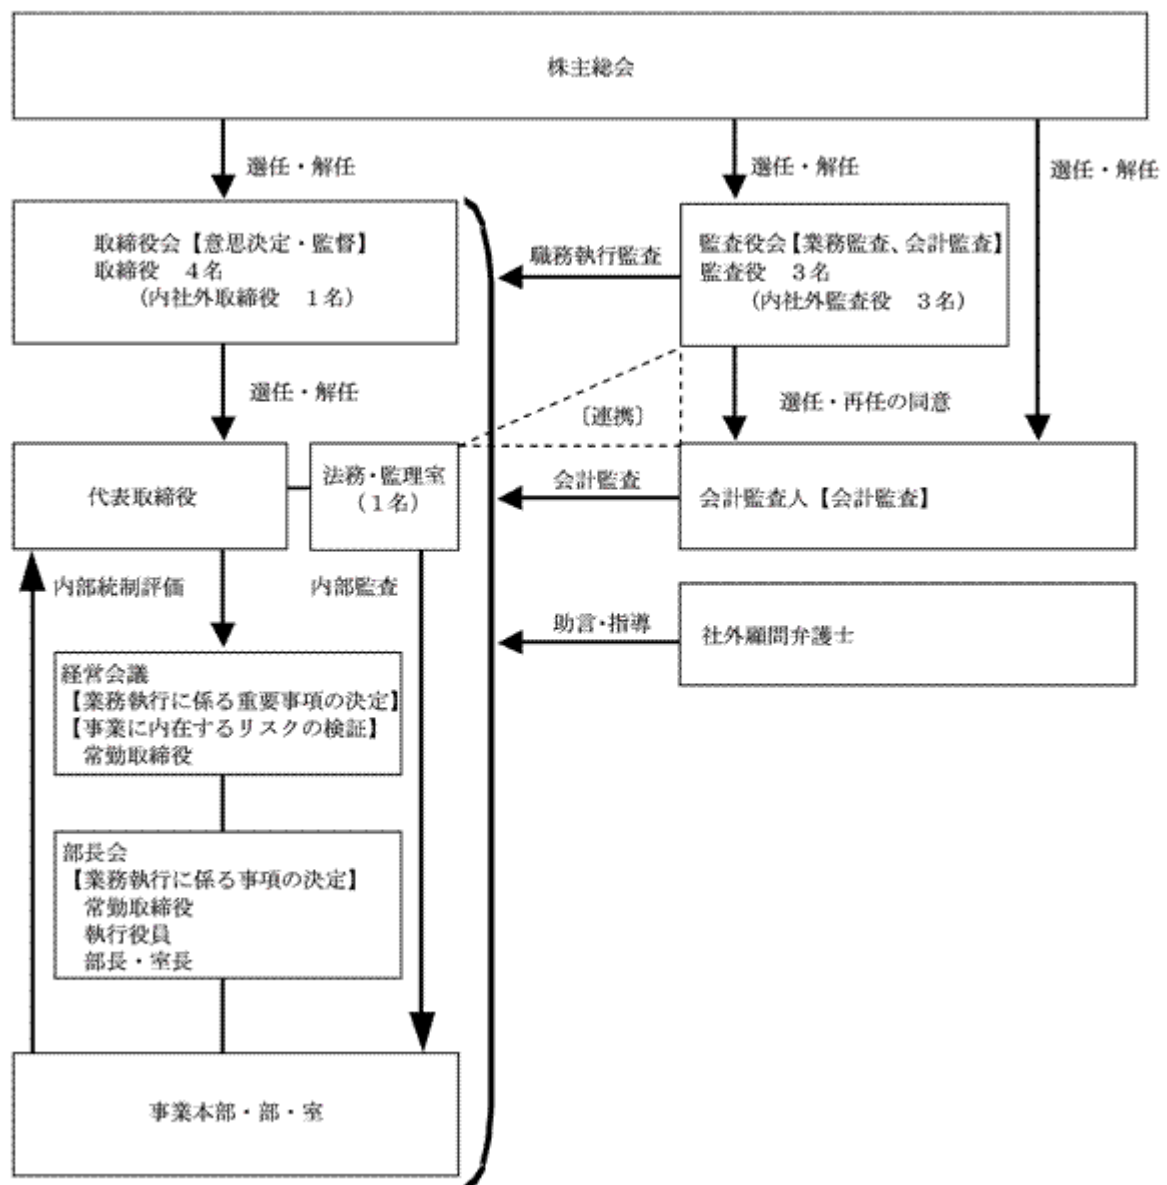 株主総会
選任・解任
選任・解任
選任・解任
取締役会【意思決定・監督】
取締役　4名
（内社外取締役　1名）
職務執行監査
監査役会【業務監査、会計監査】
監査役　3名
（内社外監査役　3名）
選任・解任
〔連携〕
選任・再任の同意
代表取締役
法務・監理室
（1名）
会計監査
会計監査人【会計監査】
内部統制評価
内部監査
助言・指導
社外顧問弁護士
経営会議
【業務執行に係る重要事項の決定】
【事業に内在するリスクの検証】
常勤取締役
部長会
【業務執行に係る事項の決定】
常勤取締役
執行役員
部長・室長
事業本部・部・室